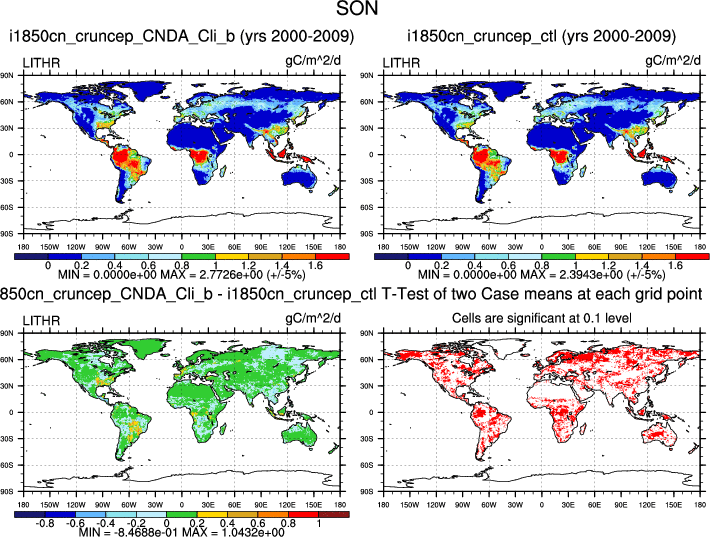 SON
i1850cn_cruncep_CNDA_Cli_b (yrs 2000-2009)
i1850cn_cruncep_ctl (yrs 2000-2009)
LITHR gC/m^2/d
LITHR gC/m^2/d
90N
60N
30N
0
30S
60S
90S
180 150W 120W 90W 60W 30W 0 30E 60E 90E 120E 150E 180
90N
60N
30N
0
30S
60S
90S
180 150W 120W 90W 60W 30W 0 30E 60E 90E 120E 150E 180
0 0.2 0.4 0.6 0.8 1 1.2 1.4 1.6
MIN = 0.0000e+00 MAX = 2.7726e+00 (+/-5%)
0 0.2 0.4 0.6 0.8 1 1.2 1.4 1.6
MIN = 0.0000e+00 MAX = 2.3943e+00 (+/-5%)
850cn_cruncep_CNDA_Cli_b - i1850cn_cruncep_ctl
T-Test of two Case means at each grid point
LITHR gC/m^2/d
Cells are significant at 0.1 level
90N
60N
30N
0
30S
60S
90S
180 150W 120W 90W 60W 30W 0 30E 60E 90E 120E 150E 180
90N
60N
30N
0
30S
60S
90S
180 150W 120W 90W 60W 30W 0 30E 60E 90E 120E 150E 180
-0.8 -0.6 -0.4 -0.2 0 0.2 0.4 0.6 0.8 1
MIN = -8.4688e-01 MAX = 1.0432e+00